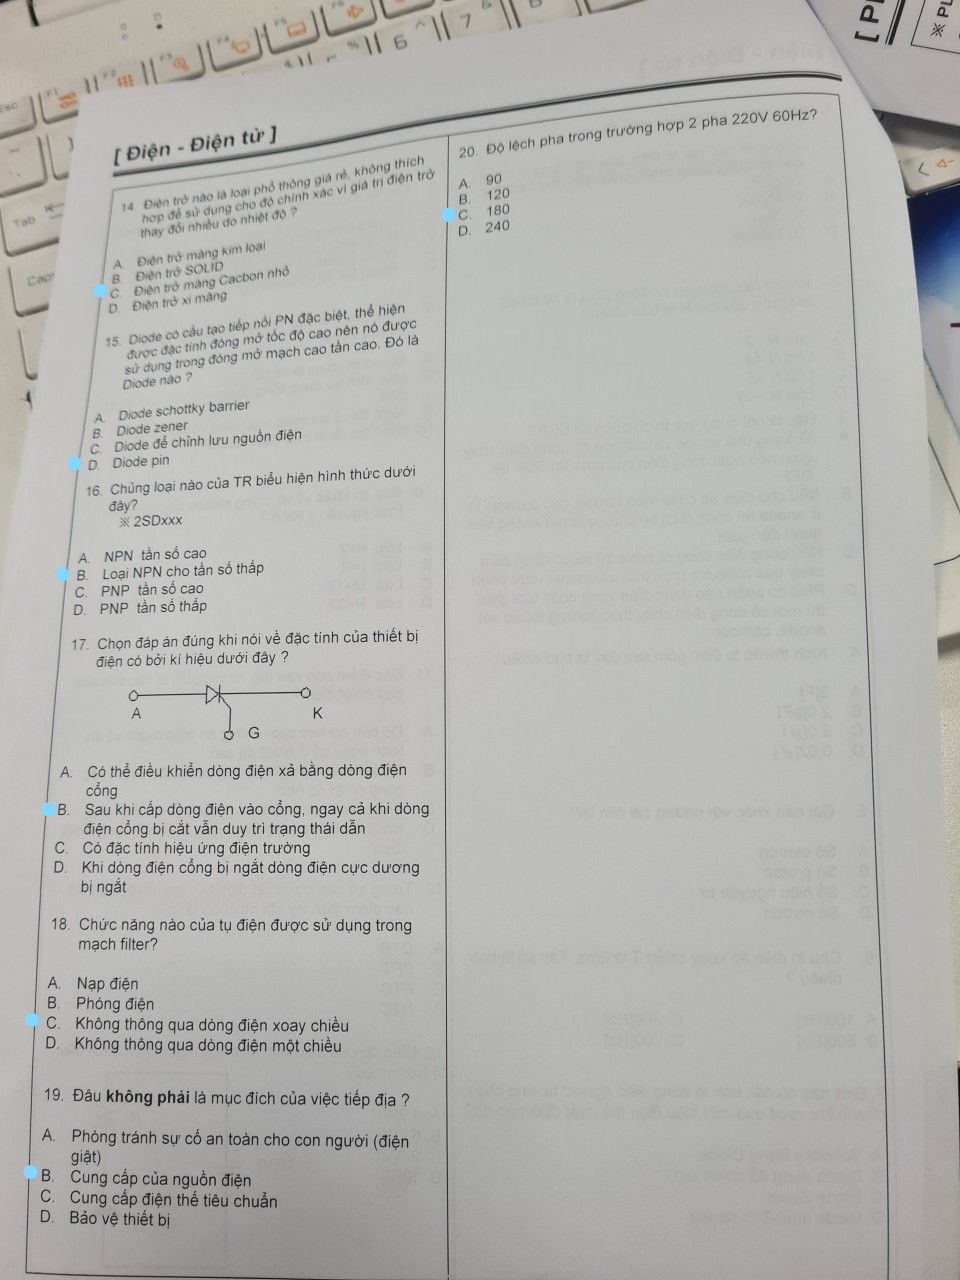 [ Điện - Điện tử ]
14. Điện trở nào là loại phổ thông giá rẻ, không thích
hợp để sử dụng cho độ chính xác vì giá trị điện trở
thay đổi nhiều do nhiệt độ ?
A. Điện trở màng kim loại
B. Điện trở SOLID
C. Điện trở màng Cacbon nhỏ
D. Điện trở xi măng
15. Diode có cấu tạo tiếp nối PN đặc biệt, thể hiện
được đặc tính đóng mở tốc độ cao nên nó được
sử dụng trong đóng mở mạch cao tần cao. Đó là
Diode nào ?
A. Diode schottky barrier
B. Diode zener
C. Diode để chỉnh lưu nguồn điện
D. Diode pin
16. Chủng loại nào của TR biểu hiện hình thức dưới
đây?
※ 2SDxxx
A. NPN tần số cao
B. Loại NPN cho tần số thấp
C. PNP tần số cao
D. PNP tần số thấp
17. Chọn đáp án đúng khi nói về đặc tính của thiết bị
điện có bởi kí hiệu dưới đây ?
A K
G
A. Có thể điều khiển dòng điện xả bằng dòng điện
cổng
B. Sau khi cấp dòng điện vào cổng, ngay cả khi dòng
điện cổng bị cắt vẫn duy trì trạng thái dẫn
C. Có đặc tính hiệu ứng điện trường
D. Khi dòng điện cổng bị ngắt dòng điện cực dương
bị ngắt
18. Chức năng nào của tụ điện được sử dụng trong
mạch filter?
A. Nạp điện
B. Phóng điện
C. Không thông qua dòng điện xoay chiều
D. Không thông qua dòng điện một chiều
19. Đâu không phải là mục đích của việc tiếp địa ?
A. Phòng tránh sự cố an toàn cho con người (điện
giật)
B. Cung cấp của nguồn điện
C. Cung cấp điện thế tiêu chuẩn
D. Bảo vệ thiết bị
20. Độ lệch pha trong trường hợp 2 pha 220V 60Hz?
A. 90
B. 120
C. 180
D. 240